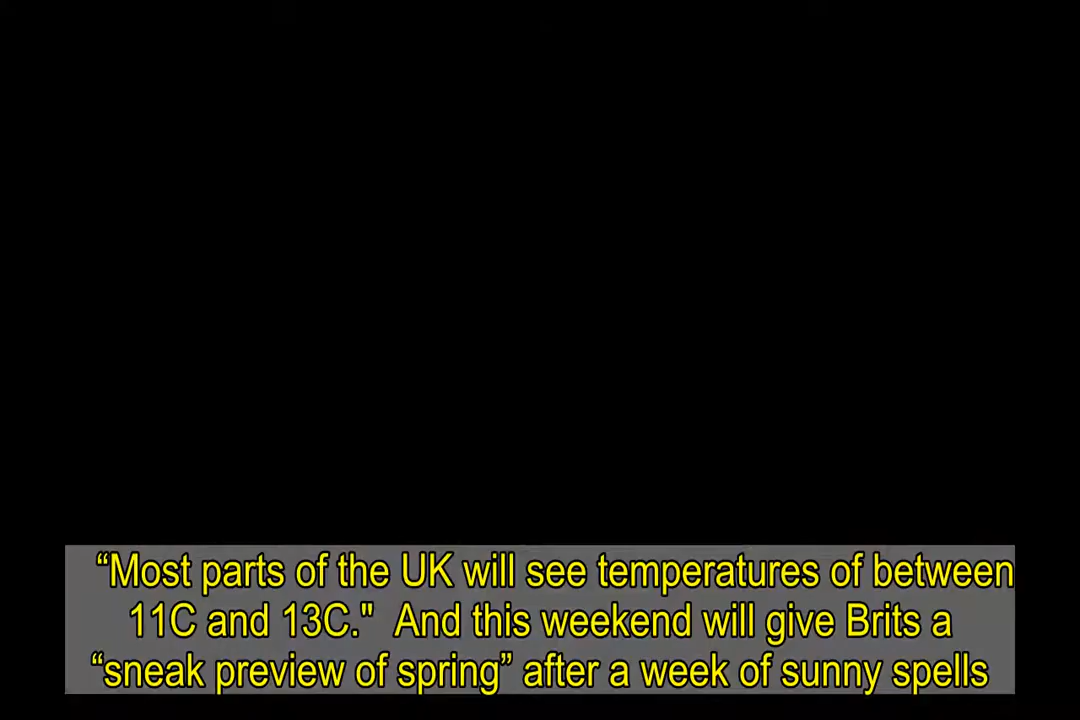 “Most parts of the UK will see temperatures of between
11C and 13C."  And this weekend will give Brits a
“sneak preview of spring” after a week of sunny spells